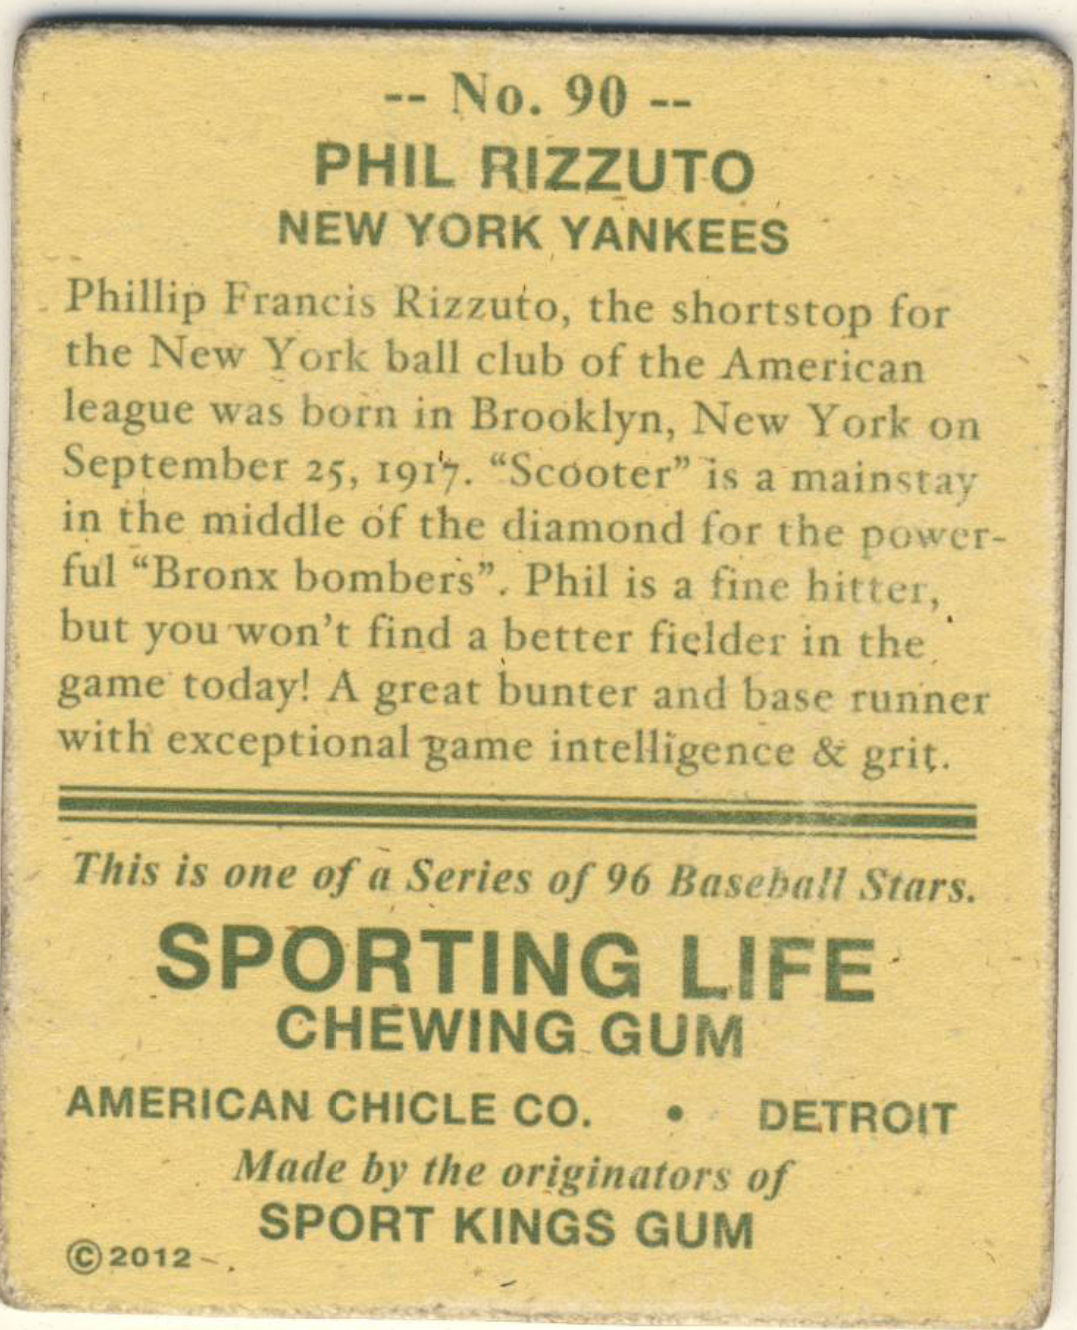 -- No. 90 --
PHIL RIZZUTO
NEW YORK YANKEES
Phillip Francis Rizzuto, the shortstop for
the New York ball club of the American
league was born in Brooklyn, New York on
September 25, 1917. “Scooter” is a mainstay
in the middle of the diamond for the power-
ful “Bronx bombers”. Phil is a fine hitter,
but you won't find a better fielder in the
game today! A great bunter and base runner
with exceptional game intelligence & grit.
This is one of a Series of 96 Baseball Stars.
SPORTING LIFE
CHEWING GUM
AMERICAN CHICLE CO. • DETROIT
Made by the originators of
SPORT KINGS GUM
©2012